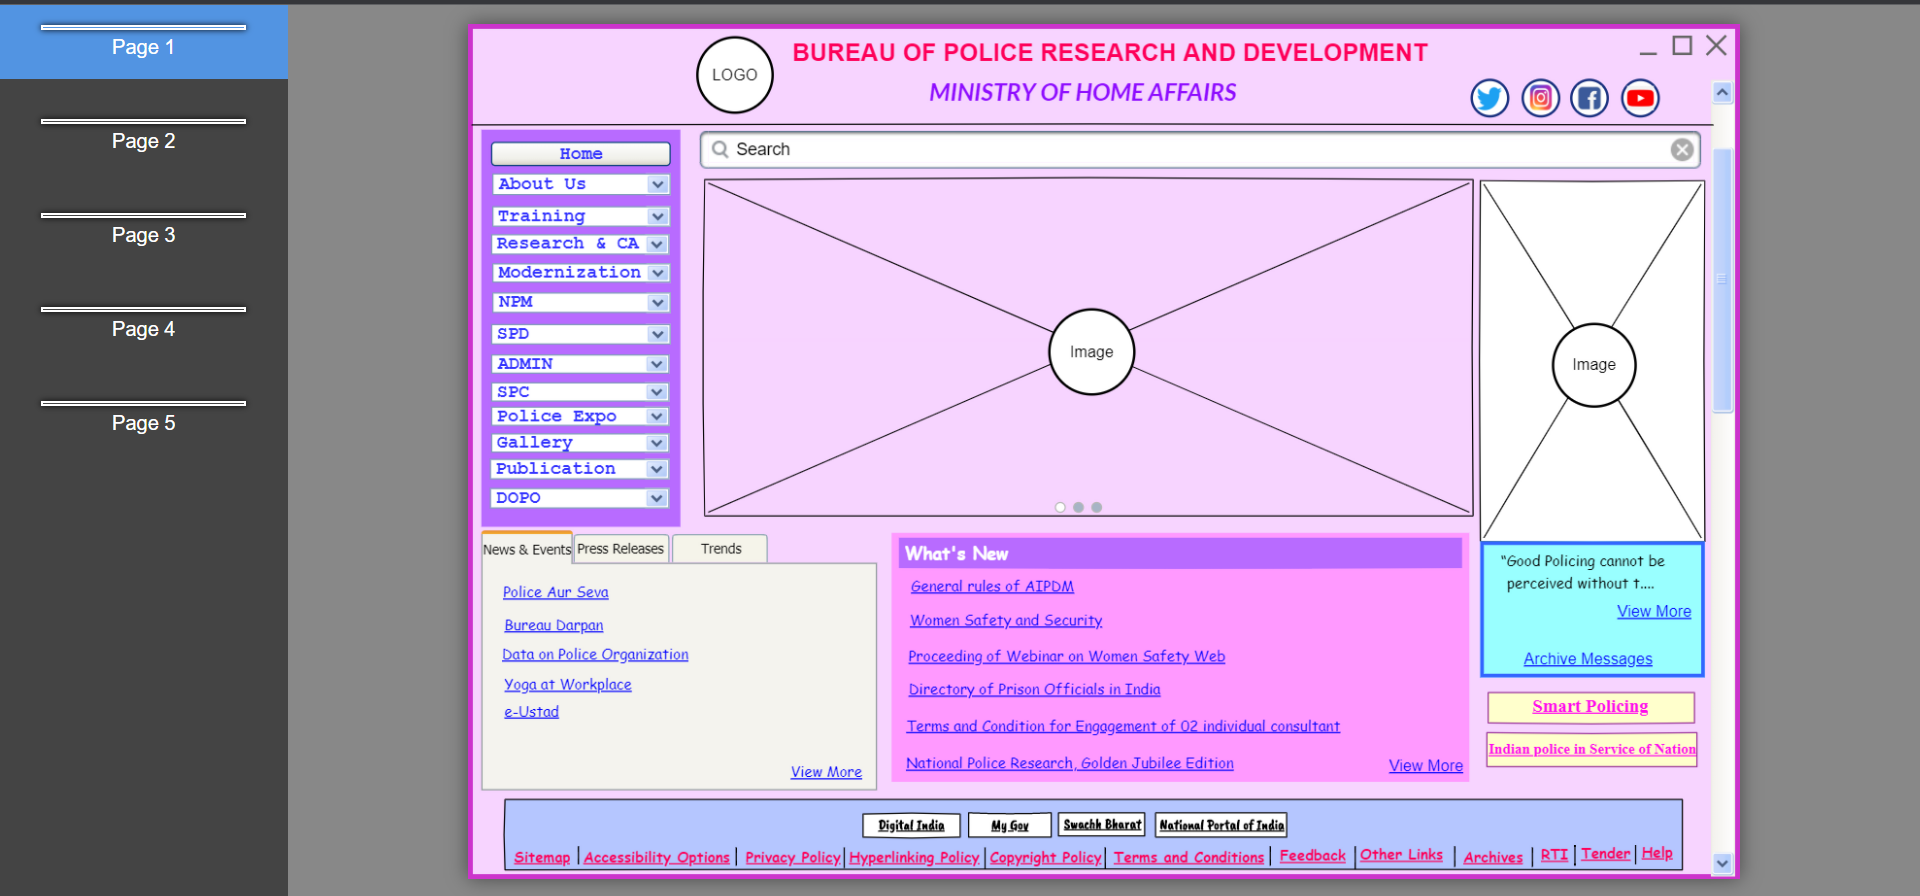 Page 1
Page 2
Page 3
Page 4
Page 5
LOGO
BUREAU OF POLICE RESEARCH AND DEVELOPMENT
MINISTRY OF HOME AFFAIRS
Search
Home
About Us
Training
Research & CA
Modernization
NPM
SPD
ADMIN
SPC
Police Expo
Gallery
Publication
DOPO
Image
Image
News & Events
Press Releases
Trends
Police Aur Seva
Bureau Darpan
Data on Police Organization
Yoga at Workplace
e-Ustad
View More
What's New
General rules of AIPDM
Women Safety and Security
Proceeding of Webinar on Women Safety Web
Directory of Prison Officials in India
Terms and Condition for Engagement of 02 individual consultant
National Police Research, Golden Jubilee Edition
View More
“Good Policing cannot be
perceived without t....
View More
Archive Messages
Smart Policing
Indian police in Service of Nation
Digital India
My Gov
Swachh Bharat
National Portal of India
Sitemap | Accessibility Options | Privacy Policy | Hyperlinking Policy | Copyright Policy | Terms and Conditions | Feedback | Other Links | Archives | RTI | Tender | Help